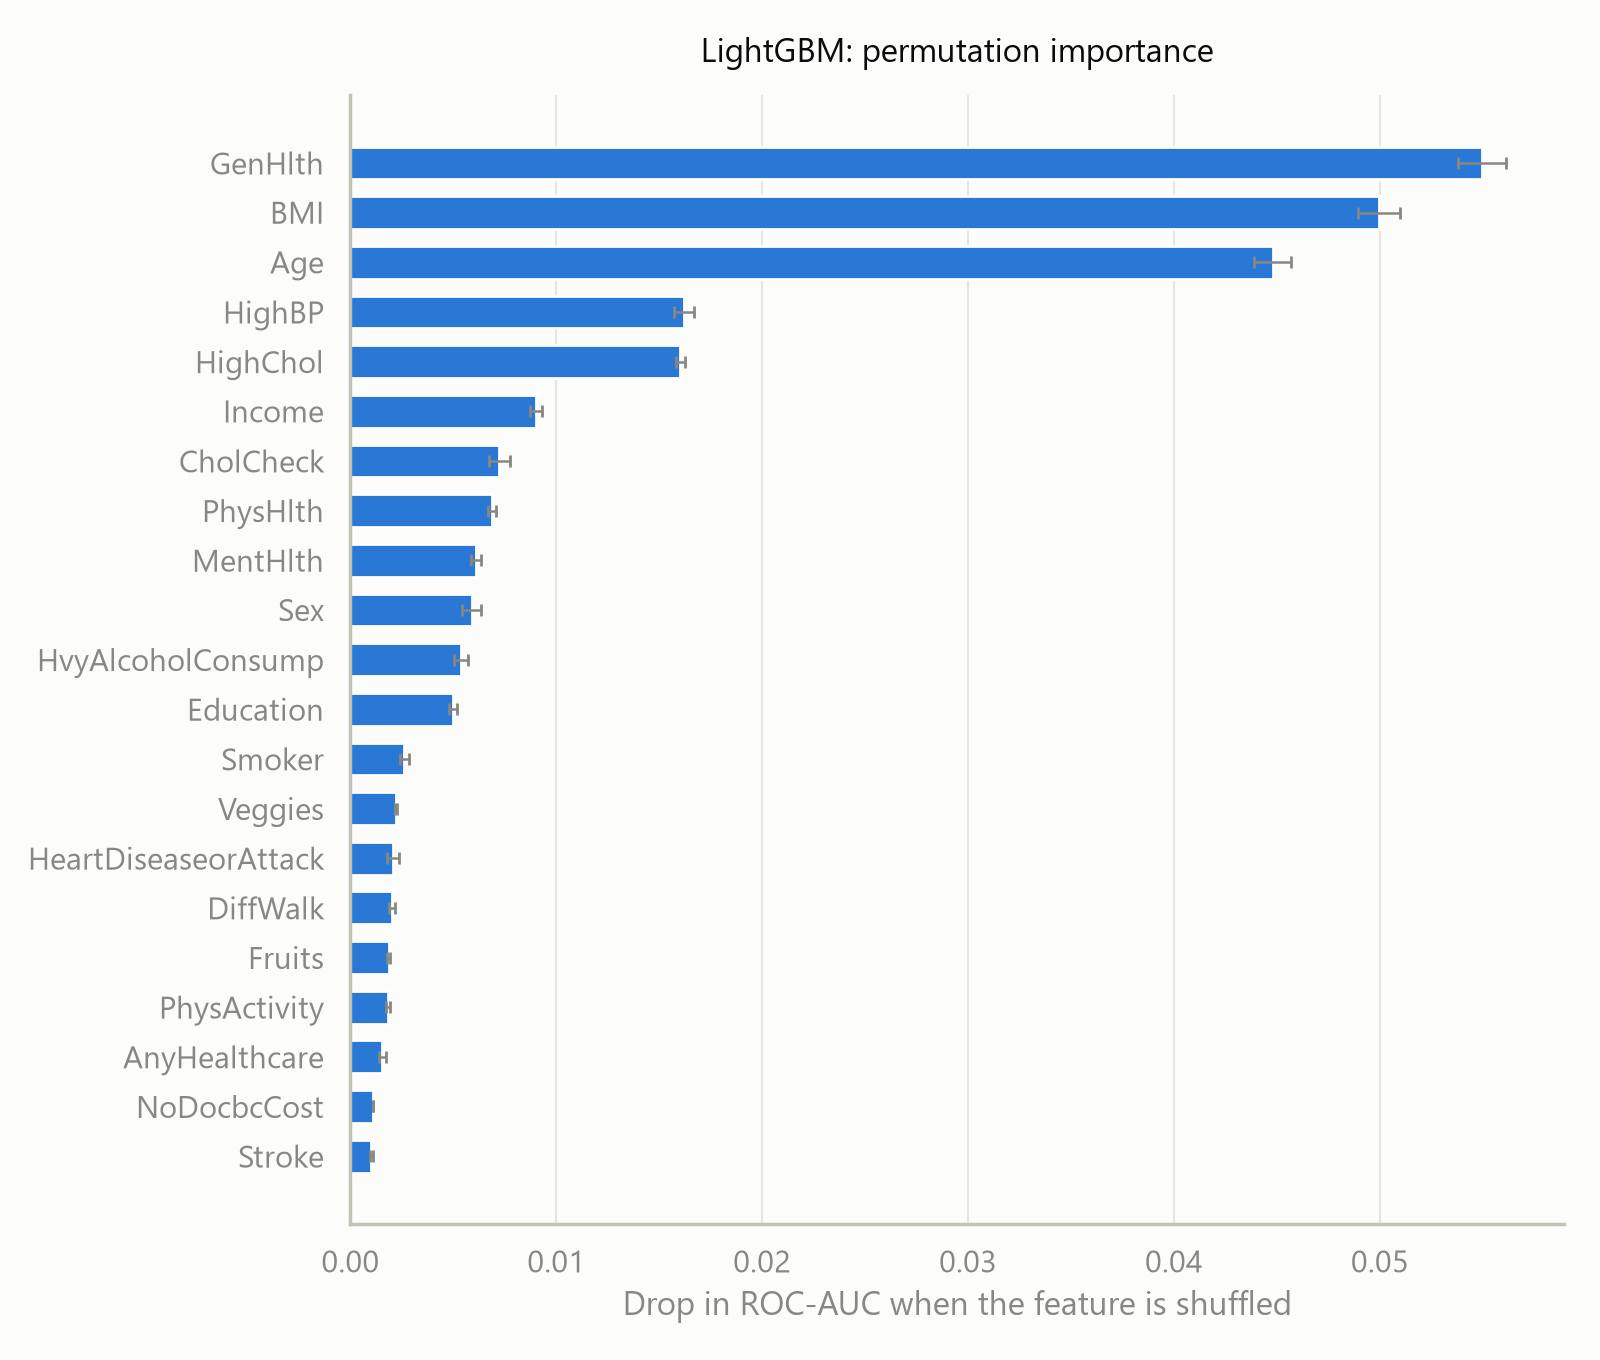 LightGBM: permutation importance
GenHlth
BMI
Age
HighBP
HighChol
Income
CholCheck
PhysHlth
MentHlth
Sex
HvyAlcoholConsump
Education
Smoker
Veggies
HeartDiseaseorAttack
DiffWalk
Fruits
PhysActivity
AnyHealthcare
NoDocbcCost
Stroke
0.00 0.01 0.02 0.03 0.04 0.05
Drop in ROC-AUC when the feature is shuffled